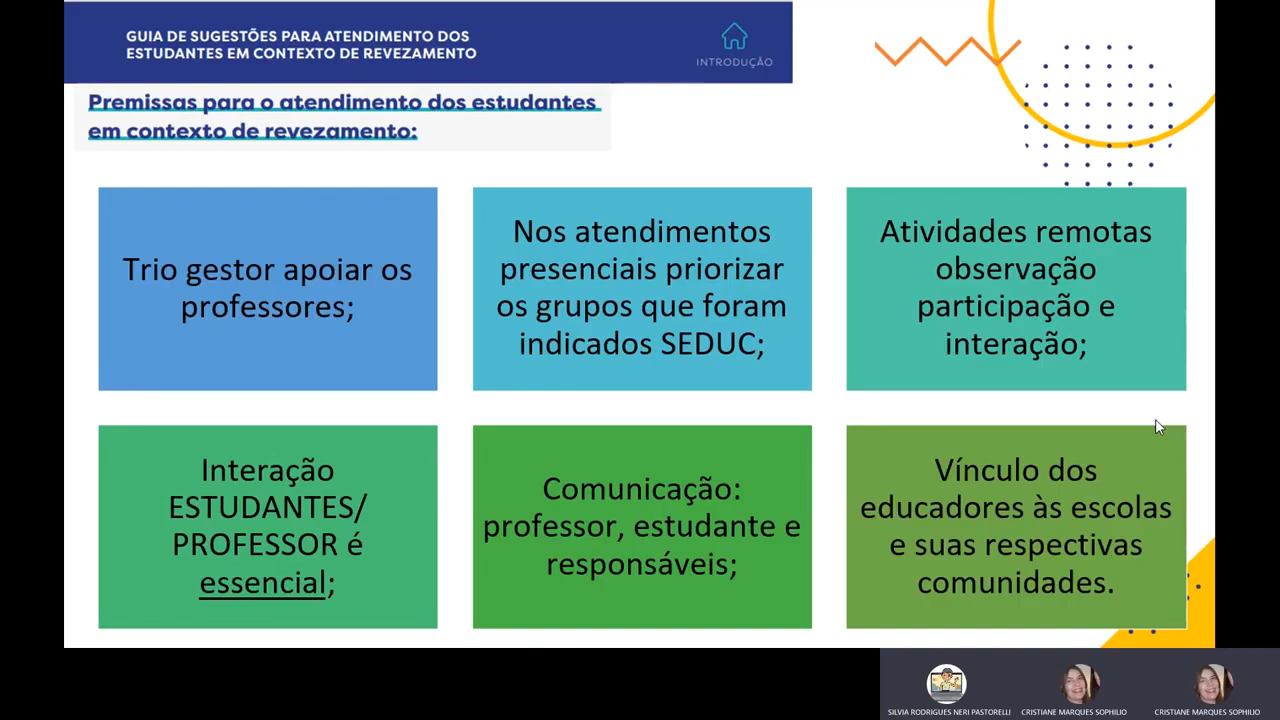 GUIA DE SUGESTÕES PARA ATENDIMENTO DOS
ESTUDANTES EM CONTEXTO DE REVEZAMENTO
INTRODUÇÃO
Premissas para o atendimento dos estudantes
em contexto de revezamento:
Trio gestor apoiar os
professores;
Nos atendimentos
presenciais priorizar
os grupos que foram
indicados SEDUC;
Atividades remotas
observação
participação e
interação;
Interação
ESTUDANTES/
PROFESSOR é
essencial;
Comunicação:
professor, estudante e
responsáveis;
Vínculo dos
educadores às escolas
e suas respectivas
comunidades.
SILVIA RODRIGUES NERI PASTORELLI
CRISTIANE MARQUES SOPHILIO
CRISTIANE MARQUES SOPHILIO